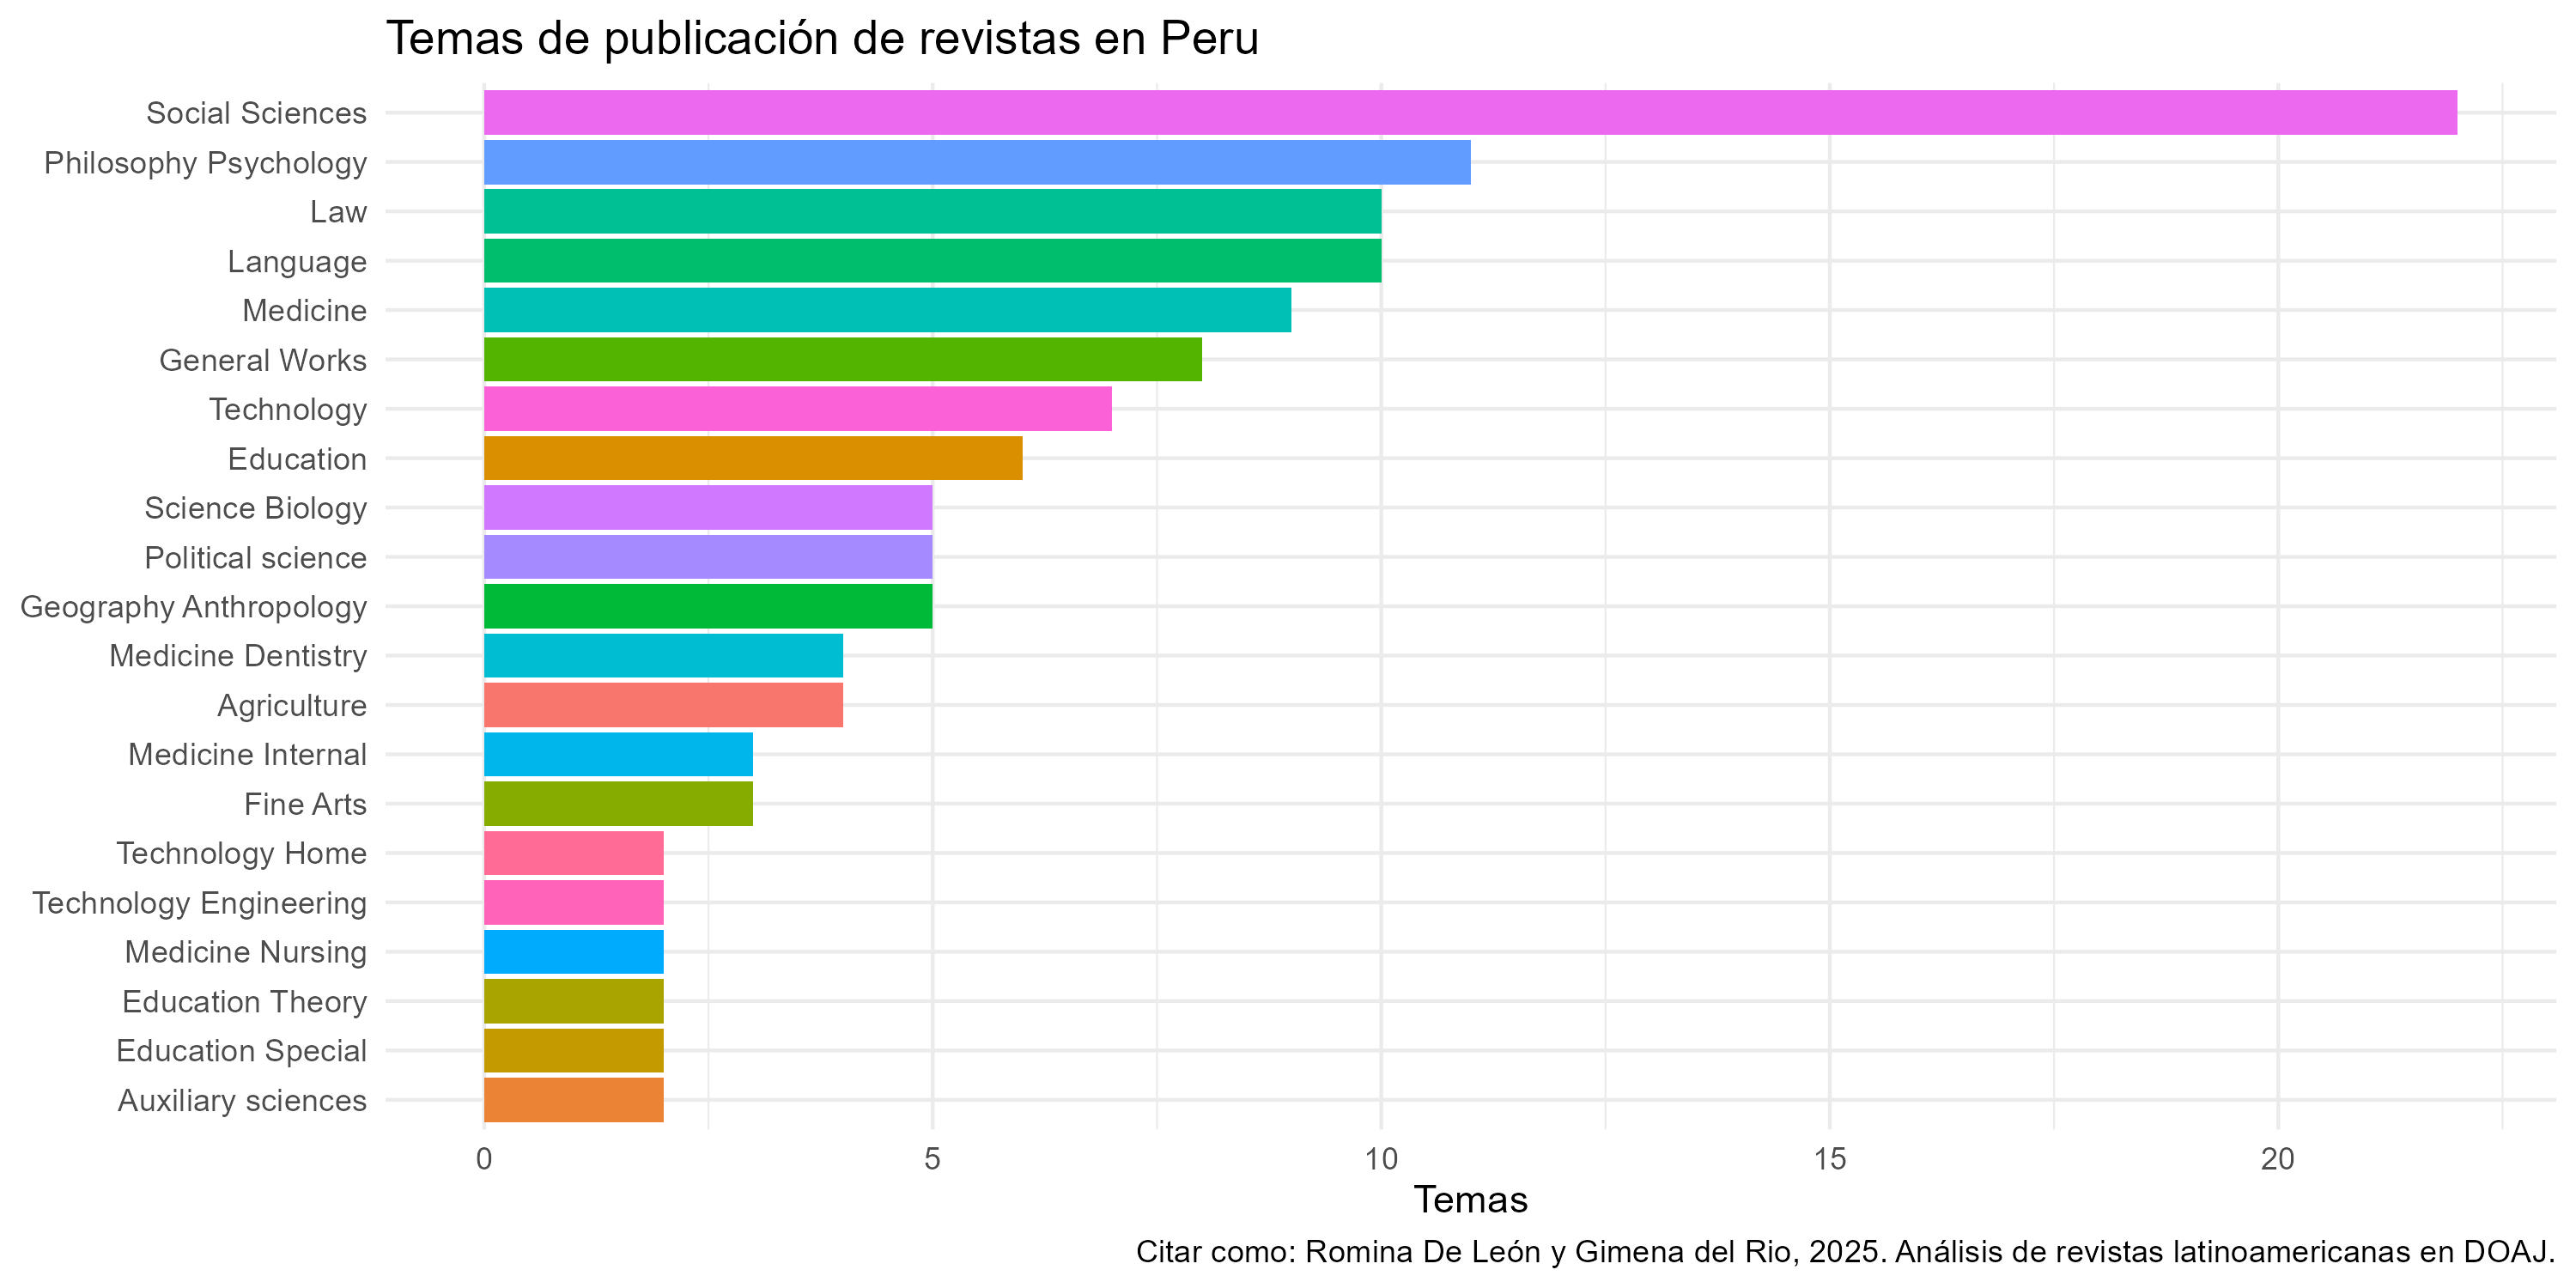 Temas de publicación de revistas en Peru
Social Sciences
Philosophy Psychology
Law
Language
Medicine
General Works
Technology
Education
Science Biology
Political science
Geography Anthropology
Medicine Dentistry
Agriculture
Medicine Internal
Fine Arts
Technology Home
Technology Engineering
Medicine Nursing
Education Theory
Education Special
Auxiliary sciences
0 5 10 15 20
Temas
Citar como: Romina De León y Gimena del Rio, 2025. Análisis de revistas latinoamericanas en DOAJ.